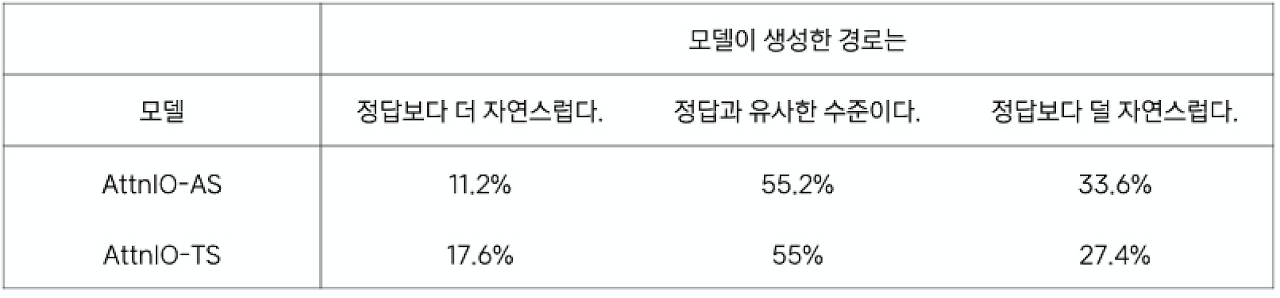 모델이 생성한 경로는
모델 정답보다 더 자연스럽다. 정답과 유사한 수준이다. 정답보다 덜 자연스럽다.
AttnIO-AS 11.2% 55.2% 33.6%
AttnIO-TS 17.6% 55% 27.4%